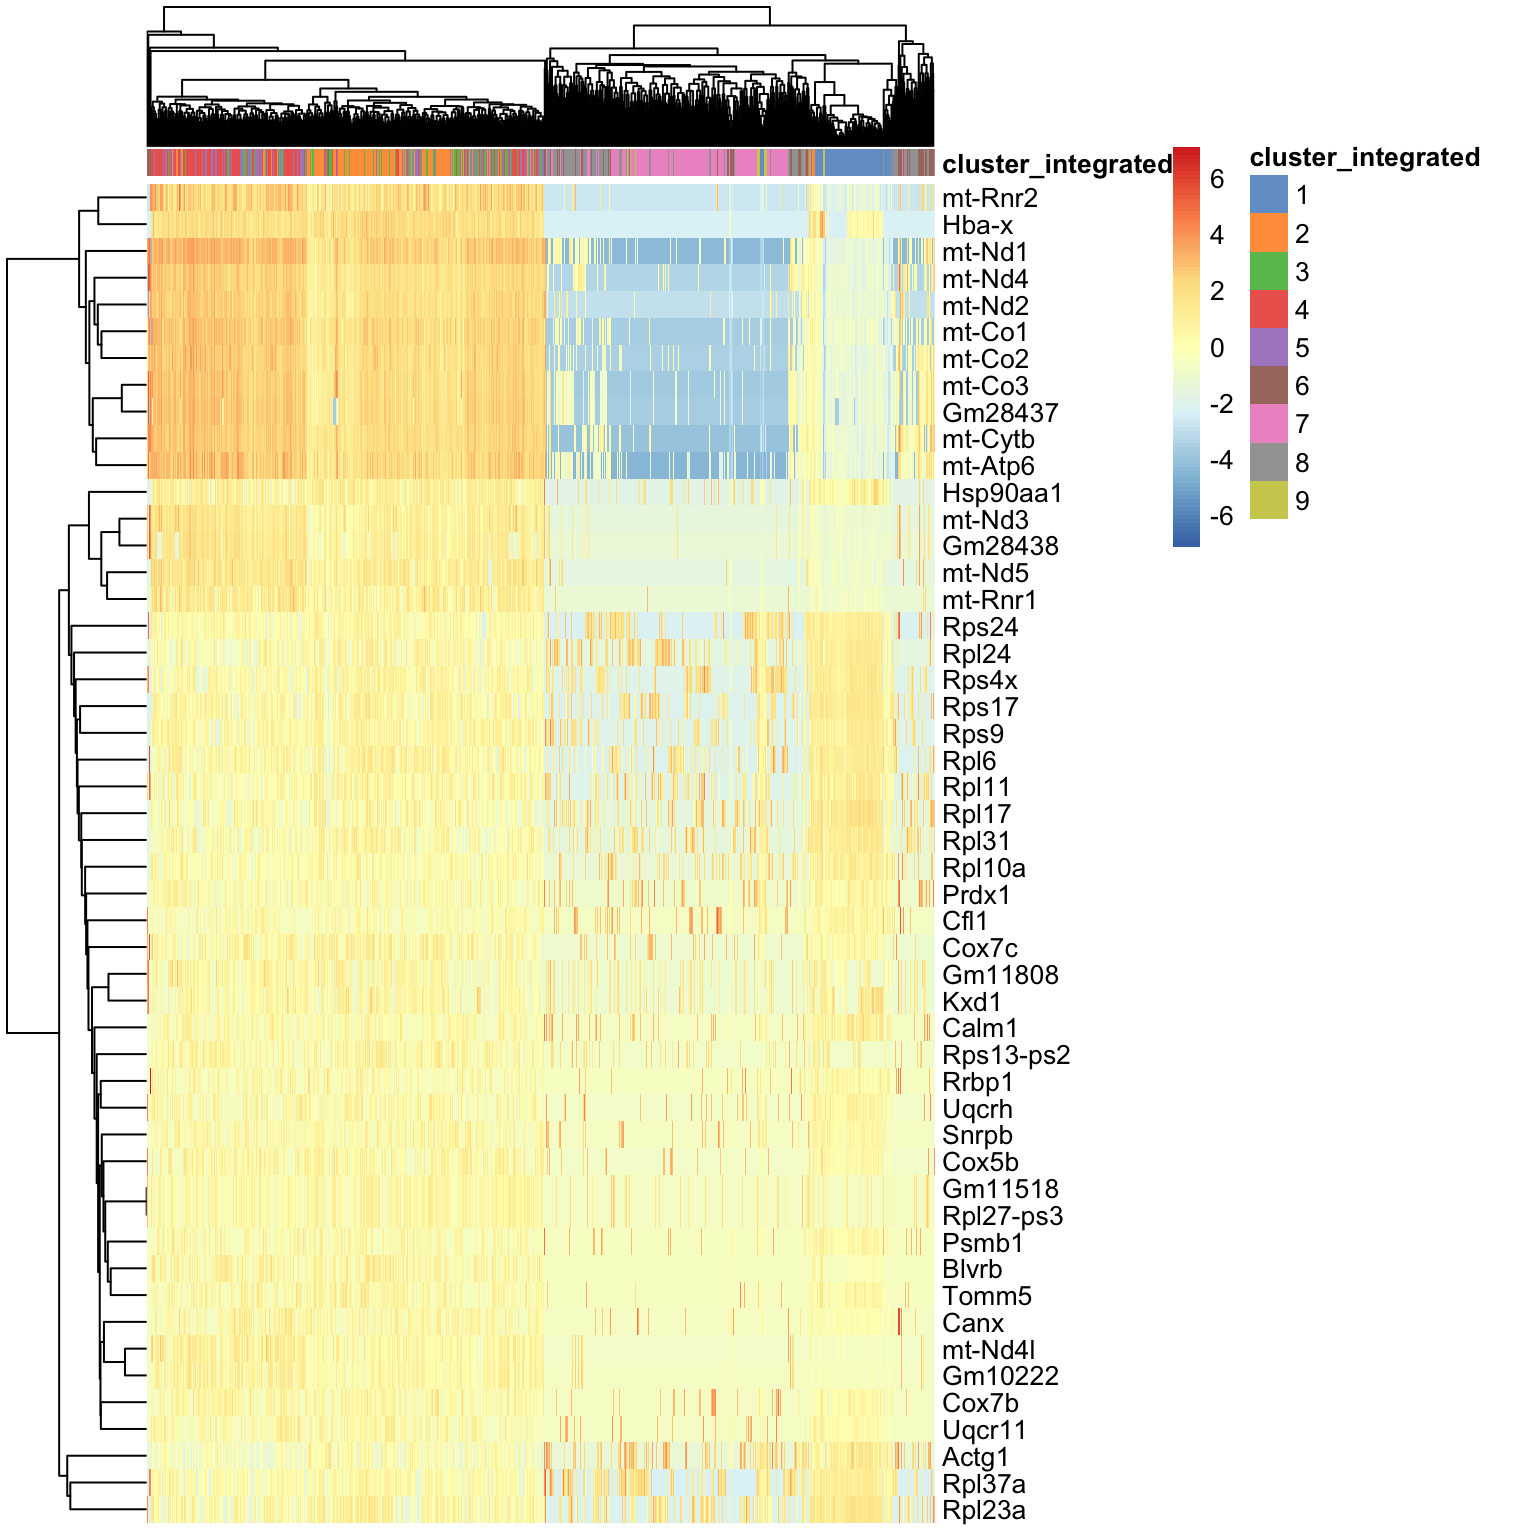 cluster_integrated
mt-Rnr2
Hba-x
mt-Nd1
mt-Nd4
mt-Nd2
mt-Co1
mt-Co2
mt-Co3
Gm28437
mt-Cytb
mt-Atp6
Hsp90aa1
mt-Nd3
Gm28438
mt-Nd5
mt-Rnr1
Rps24
Rpl24
Rps4x
Rps17
Rps9
Rpl6
Rpl11
Rpl17
Rpl31
Rpl10a
Prdx1
Cfl1
Cox7c
Gm11808
Kxd1
Calm1
Rps13-ps2
Rrbp1
Uqcrh
Snrpb
Cox5b
Gm11518
Rpl27-ps3
Psmb1
Blvrb
Tomm5
Canx
mt-Nd4l
Gm10222
Cox7b
Uqcr11
Actg1
Rpl37a
Rpl23a
6
4
2
0
-2
-4
-6
cluster_integrated
1
2
3
4
5
6
7
8
9